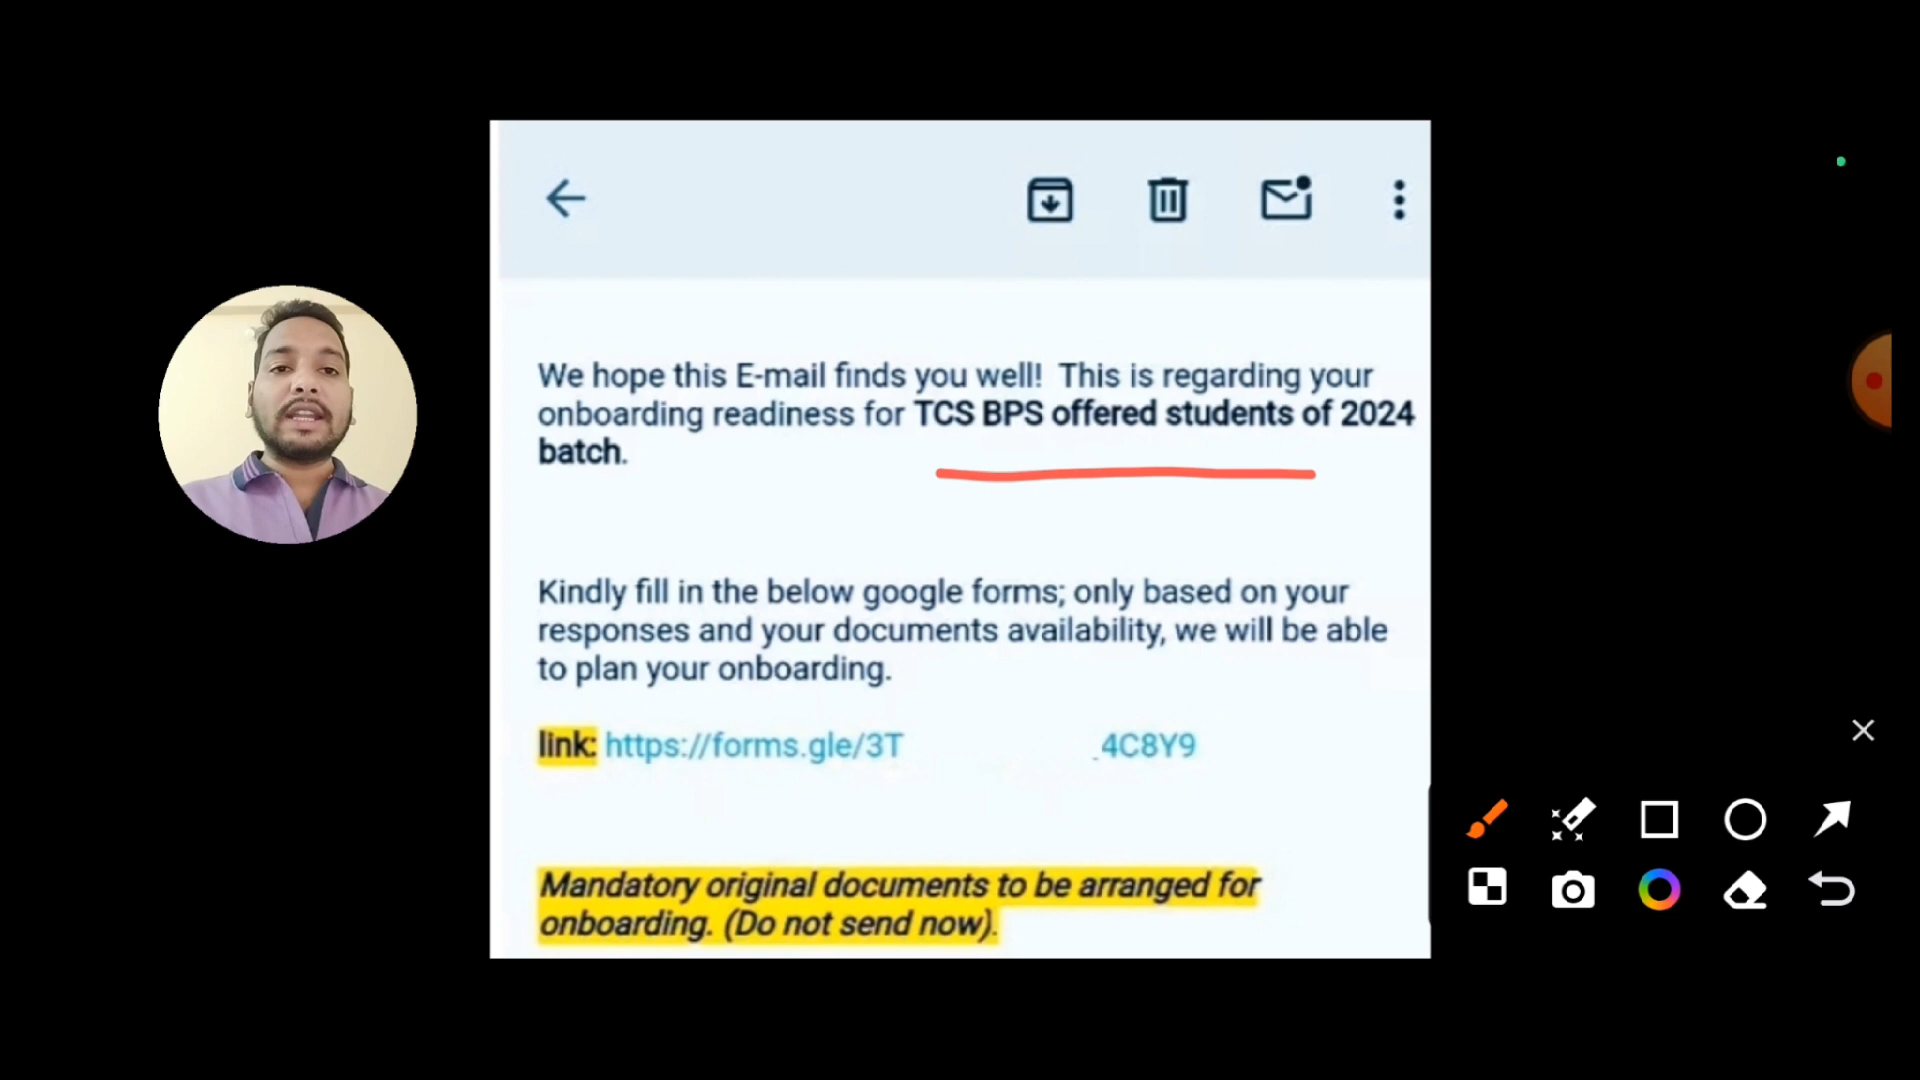 We hope this E-mail finds you well! This is regarding your
onboarding readiness for TCS BPS offered students of 2024
batch.
Kindly fill in the below google forms; only based on your
responses and your documents availability, we will be able
to plan your onboarding.
link: https://forms.gle/3T 4C8Y9
Mandatory original documents to be arranged for
onboarding. (Do not send now).